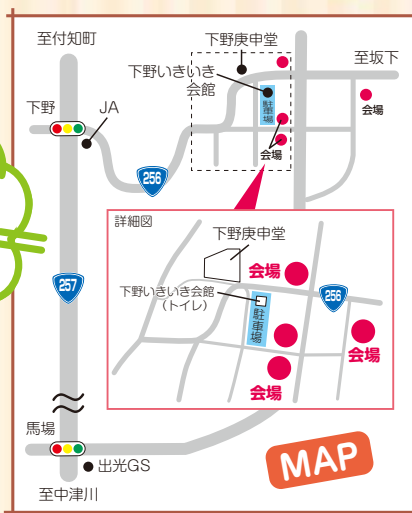 至付知町
下野庚申堂
至坂下
下野いきいき
会館
駐車場
下野
JA
会場
会場
256
詳細図
下野庚申堂
会場
256
下野いきいき会館
(トイレ)
駐車場
会場
会場
257
馬場
出光GS
至中津川
MAP